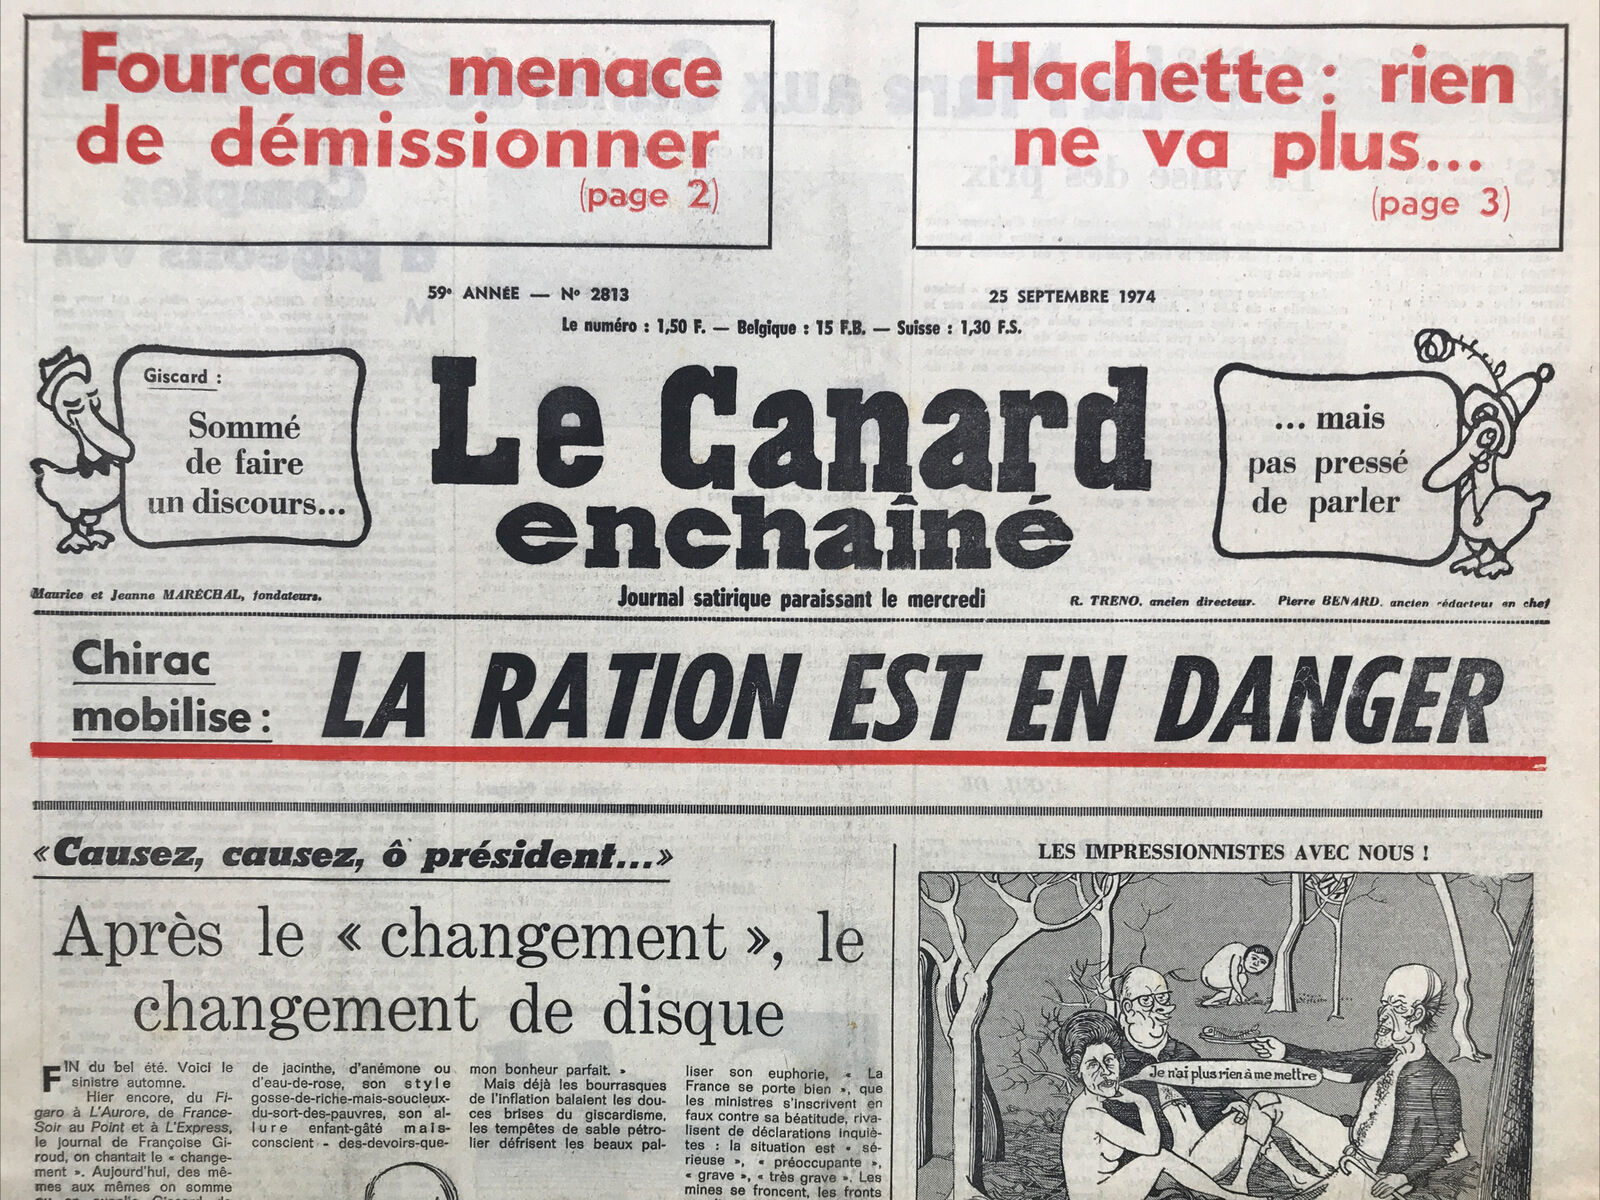 Fourcade menace
de démissionner
(page 2)
Hachette : rien
ne va plus...
(page 3)
59e ANNÉE — No 2813
25 SEPTEMBRE 1974
Le numéro : 1,50 F. — Belgique : 15 F.B. — Suisse : 1,30 F.S.
Giscard :
Sommé
de faire
un discours...
Le Canard
enchaîné
... mais
pas pressé
de parler
Maurice et Jeanne MARÉCHAL, fondateurs.
Journal satirique paraissant le mercredi
R. TRENO, ancien directeur.
Pierre BENARD, ancien rédacteur en chef
Chirac
mobilise :
LA RATION EST EN DANGER
«Causez, causez, ô président...»
Après le « changement », le
changement de disque
FIN du bel été. Voici le
sinistre automne.
Hier encore, du Fi-
garo à L'Aurore, de France-
Soir au Point et à L'Express,
le journal de Françoise Gi-
roud, on chantait le « change-
ment ». Aujourd'hui, des mê-
mes aux mêmes on somme
de jacinthe, d'anémone ou
d'eau-de-rose, son style
gosse-de-riche-mais-soucieux-
du-sort-des-pauvres, son al-
lure enfant-gâté mais-
conscient - des-devoirs-que-
mon bonheur parfait. »
Mais déjà les bourrasques
de l'inflation balaient les dou-
ces brises du giscardisme,
les tempêtes de sable pétro-
lier défrisent les beaux pal-
liser son euphorie, « La
France se porte bien », que
les ministres s'inscrivent en
faux contre sa béatitude, riva-
lisent de déclarations inquiè-
tes : la situation est « sé-
rieuse », « préoccupante »,
« grave », « très grave ». Les
mines se froncent, les fronts
LES IMPRESSIONNISTES AVEC NOUS !
Je n'ai plus rien à me mettre